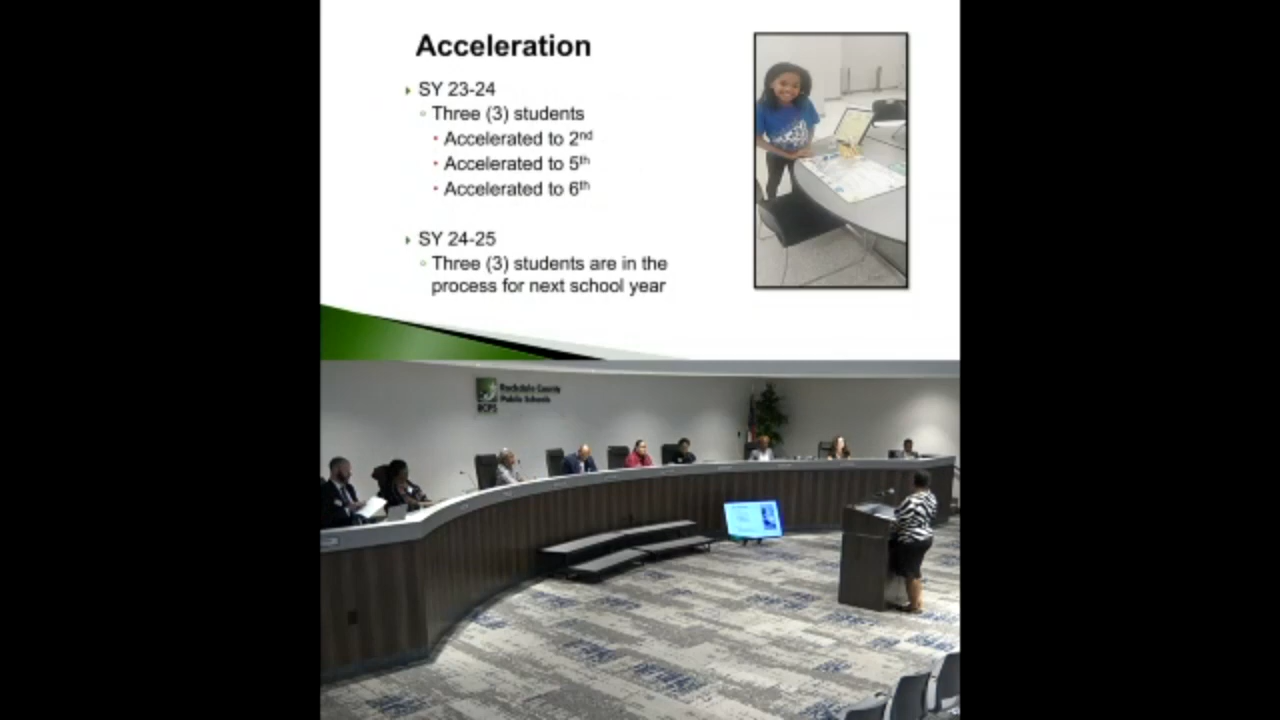 Acceleration
SY 23-24
Three (3) students
Accelerated to 2nd
Accelerated to 5th
Accelerated to 6th
SY 24-25
Three (3) students are in the
process for next school year
Rockdale County
Public Schools
RCPS